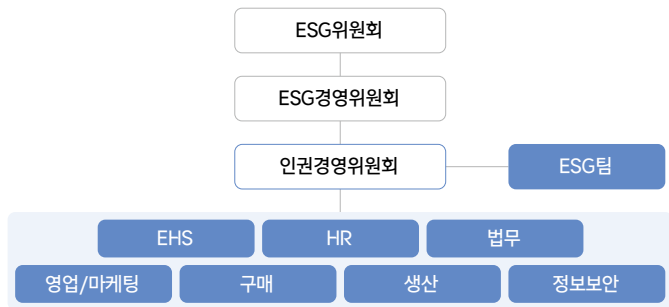 ESG위원회
ESG경영위원회
인권경영위원회
ESG팀
EHS
HR
법무
영업/마케팅
구매
생산
정보보안